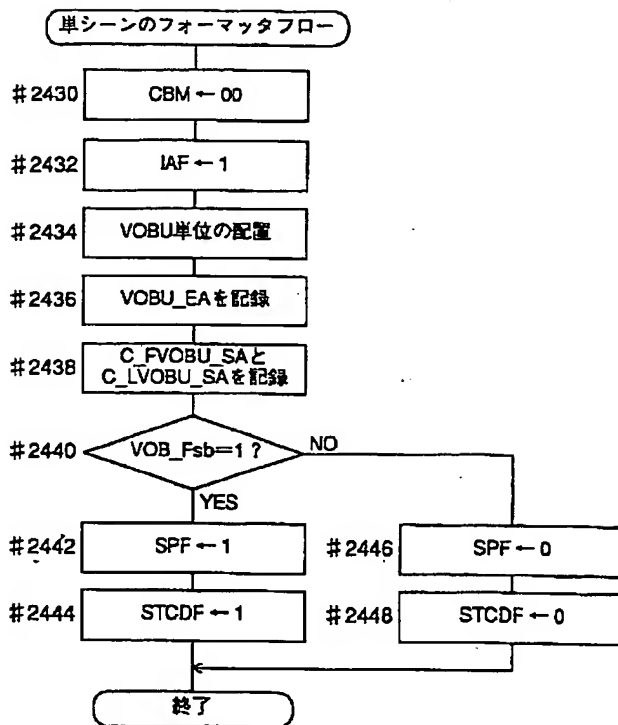 単シーンのフォーマッタフロー
#2430 CBM ← 00
#2432 IAF ← 1
#2434 VOBU単位の配置
#2436 VOBU_EAを記録
#2438 C_FVOBU_SAと
C_LVOBU_SAを記録
#2440 VOB_Fsb=1 ? NO
YES
#2442 SPF ← 1 #2446 SPF ← 0
#2444 STCDF ← 1 #2448 STCDF ← 0
終了